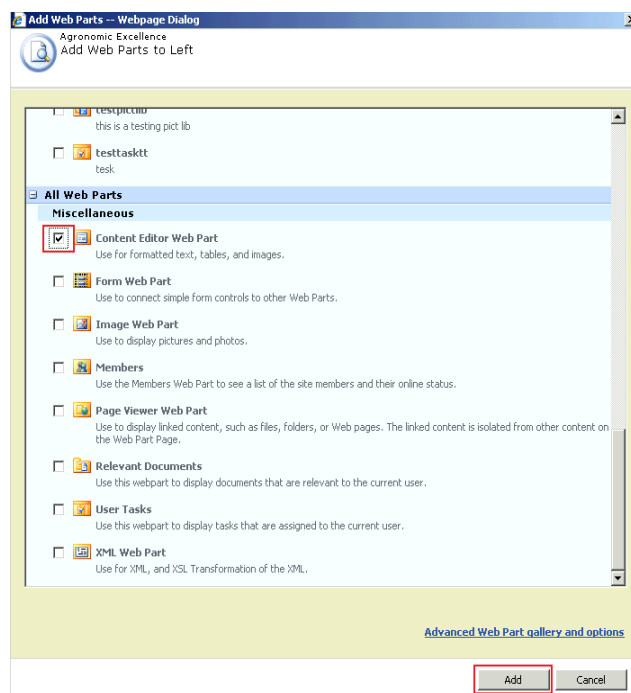 Add Web Parts -- Webpage Dialog
Agronomic Excellence
Add Web Parts to Left
testpictlib
this is a testing pict lib
testtasktt
tesk
All Web Parts
Miscellaneous
Content Editor Web Part
Use for formatted text, tables, and images.
Form Web Part
Use to connect simple form controls to other Web Parts.
Image Web Part
Use to display pictures and photos.
Members
Use the Members Web Part to see a list of the site members and their online status.
Page Viewer Web Part
Use to display linked content, such as files, folders, or Web pages. The linked content is isolated from other content on
the Web Part Page.
Relevant Documents
Use this webpart to display documents that are relevant to the current user.
User Tasks
Use this webpart to display tasks that are assigned to the current user.
XML Web Part
Use for XML, and XSL Transformation of the XML.
Advanced Web Part gallery and options
Add Cancel